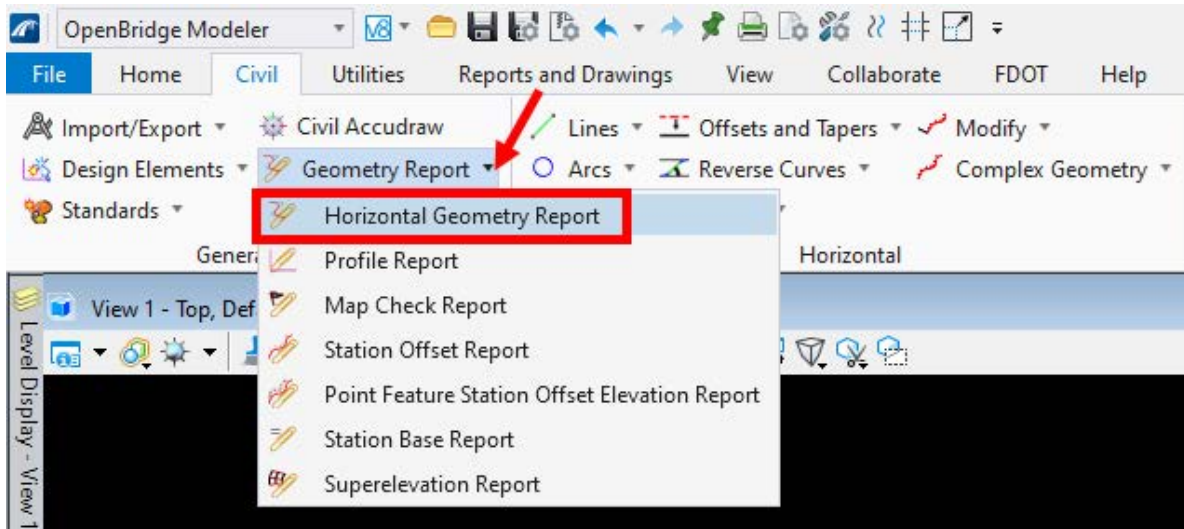 OpenBridge Modeler V8
File Home Civil Utilities Reports and Drawings View Collaborate FDOT Help
Import/Export Civil Accudraw Lines Offsets and Tapers Modify
Design Elements Geometry Report Arcs Reverse Curves Complex Geometry
Standards
Horizontal Geometry Report
Profile Report
Map Check Report
Station Offset Report
Point Feature Station Offset Elevation Report
Station Base Report
Superelevation Report
Horizontal
View 1 - Top, Def
Level Display - View 1